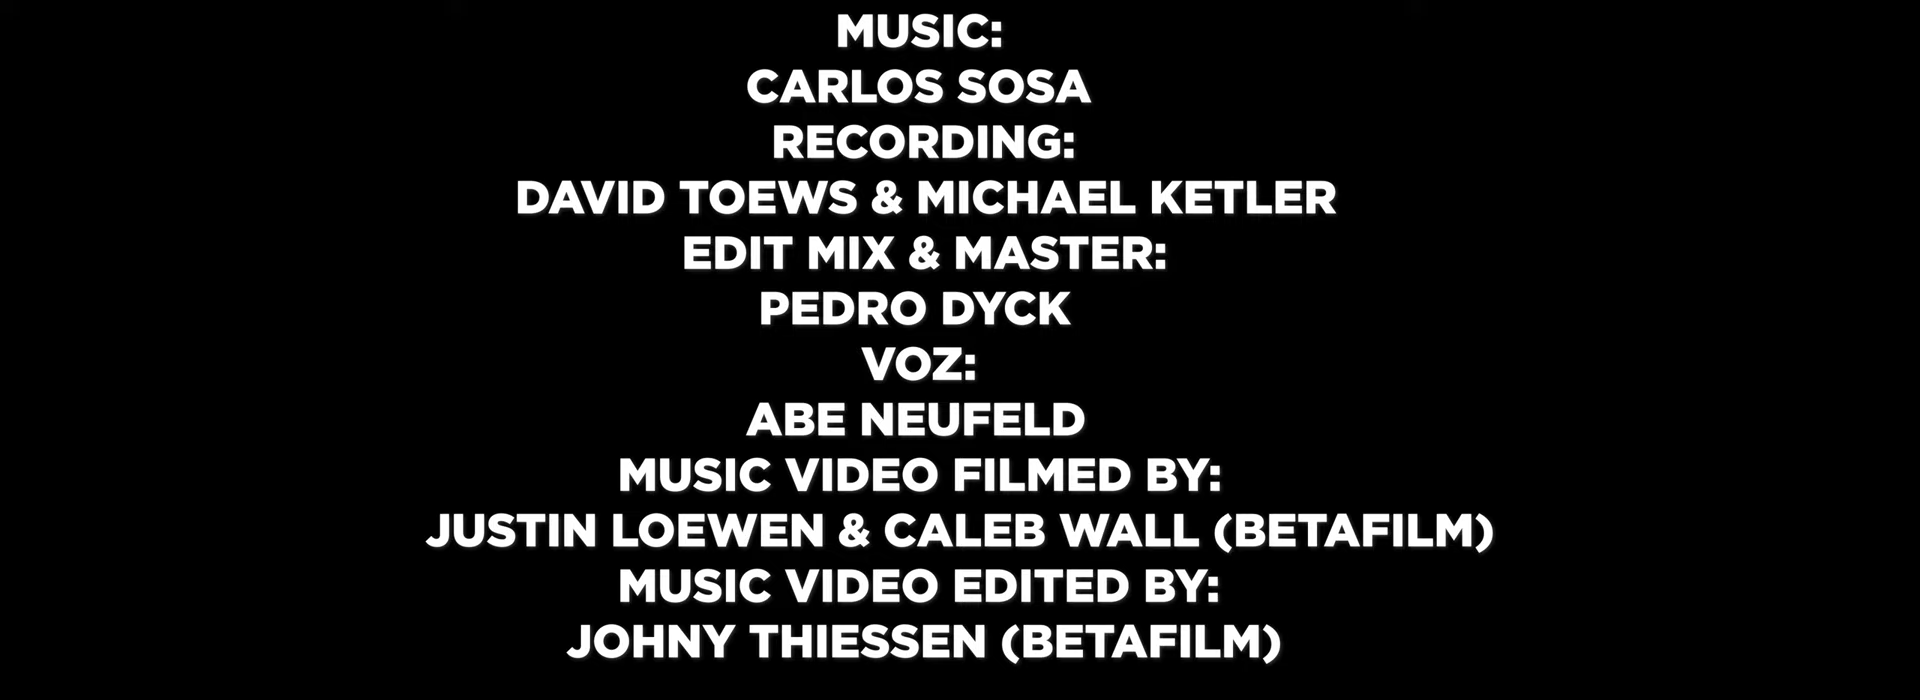 MUSIC:
CARLOS SOSA
RECORDING:
DAVID TOEWS & MICHAEL KETLER
EDIT MIX & MASTER:
PEDRO DYCK
VOZ:
ABE NEUFELD
MUSIC VIDEO FILMED BY:
JUSTIN LOEWEN & CALEB WALL (BETAFILM)
MUSIC VIDEO EDITED BY:
JOHNY THIESSEN (BETAFILM)